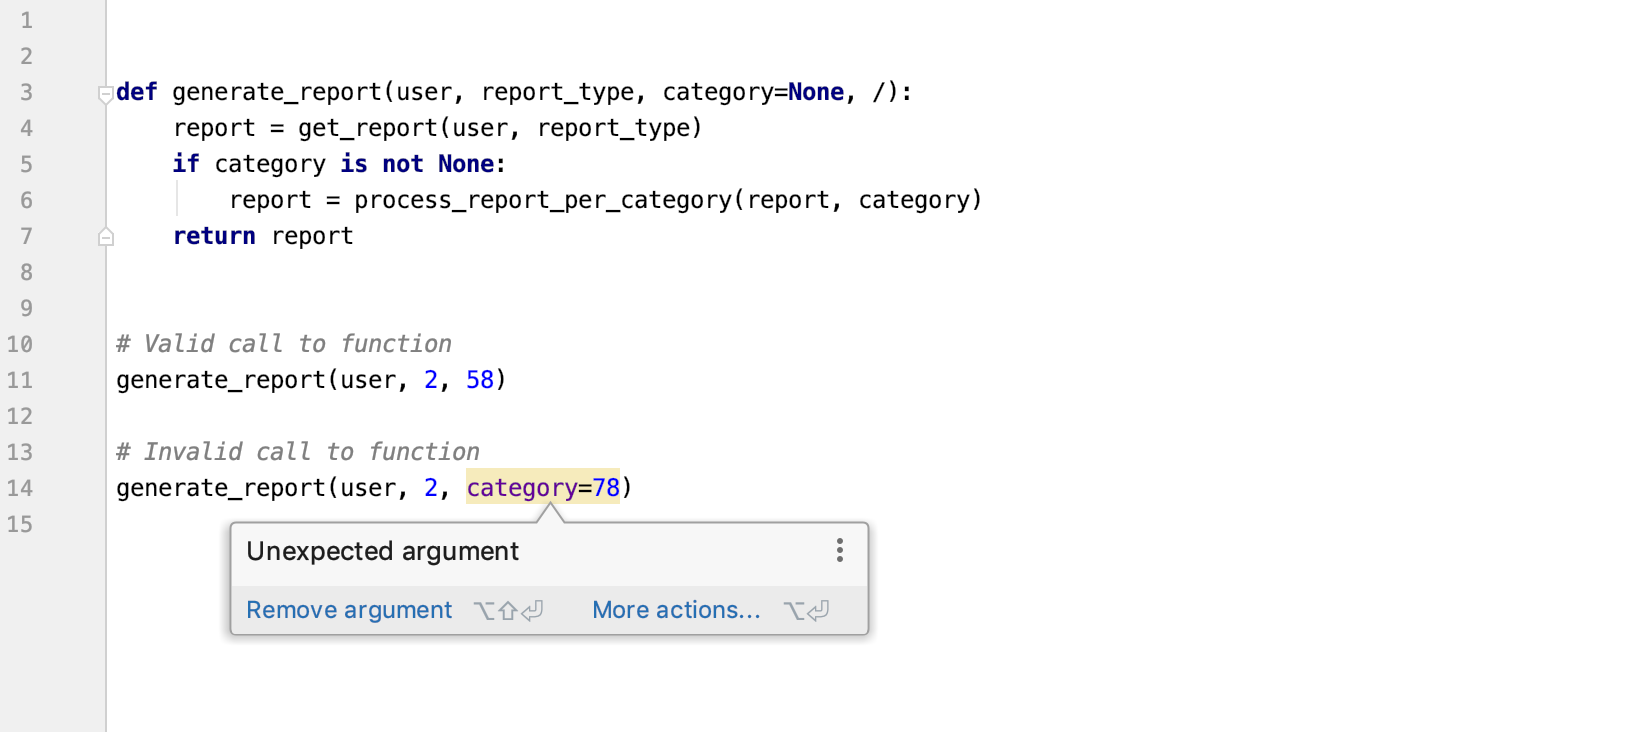 1
2
3 def generate_report(user, report_type, category=None, /):
4 report = get_report(user, report_type)
5 if category is not None:
6 report = process_report_per_category(report, category)
7 return report
8
9
10 # Valid call to function
11 generate_report(user, 2, 58)
12
13 # Invalid call to function
14 generate_report(user, 2, category=78)
15
Unexpected argument
Remove argument ⌥⇧⏎ More actions... ⌥⏎